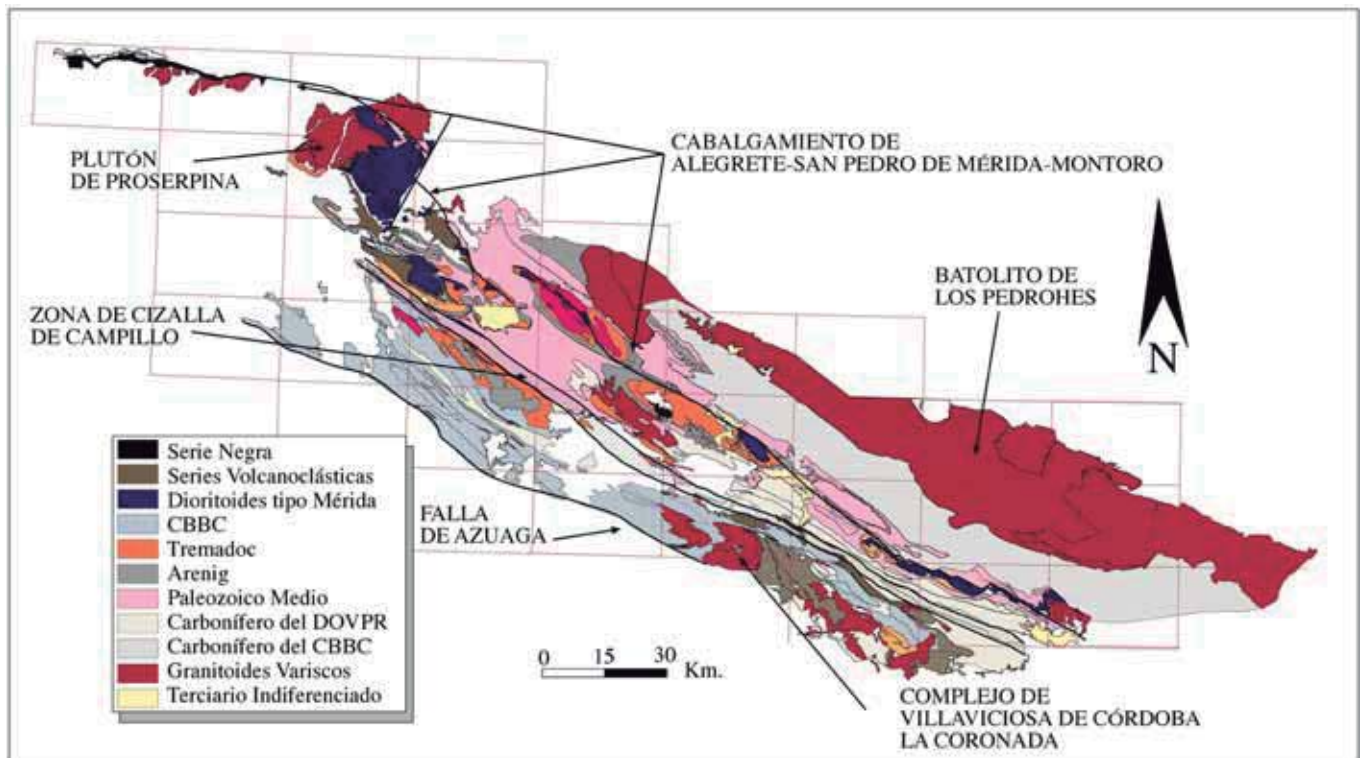 CABALGAMIENTO DE
ALEGRETE-SAN PEDRO DE MÉRIDA-MONTORO
PLUTÓN
DE PROSERPINA
BATOLITO DE
LOS PEDROHES
ZONA DE CIZALLA
DE CAMPILLO
N
Serie Negra
Series Volcanoclásticas
Dioritoides tipo Mérida
CBBC
Tremadoc
Arenig
Paleozoico Medio
Carbonífero del DOVPR
Carbonífero del CBBC
Granitoides Variscos
Terciario Indiferenciado
FALLA
DE AZUAGA
0 15 30
Km.
COMPLEJO DE
VILLAVICIOSA DE CÓRDOBA
LA CORONADA